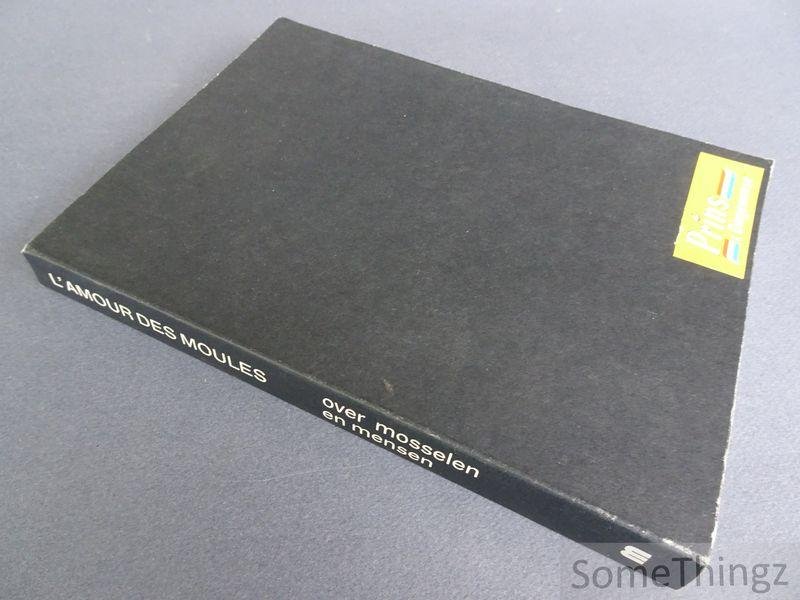 L'AMOUR DES MOULES
over mosselen
en mensen
m
Prins
SomeThingz